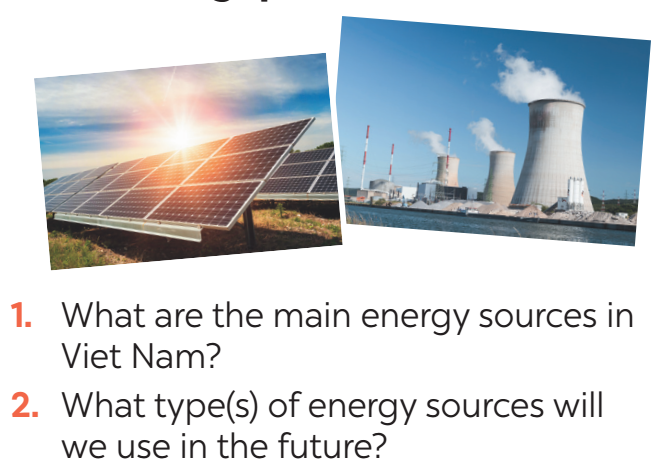 1. What are the main energy sources in
Viet Nam?
2. What type(s) of energy sources will
we use in the future?